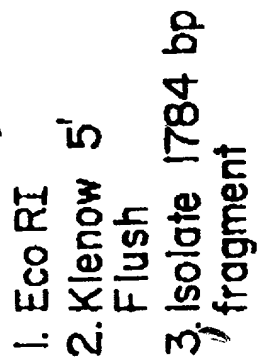 1. Eco RI
2. Klenow 5'
Flush
3. Isolate 1784 bp
fragment